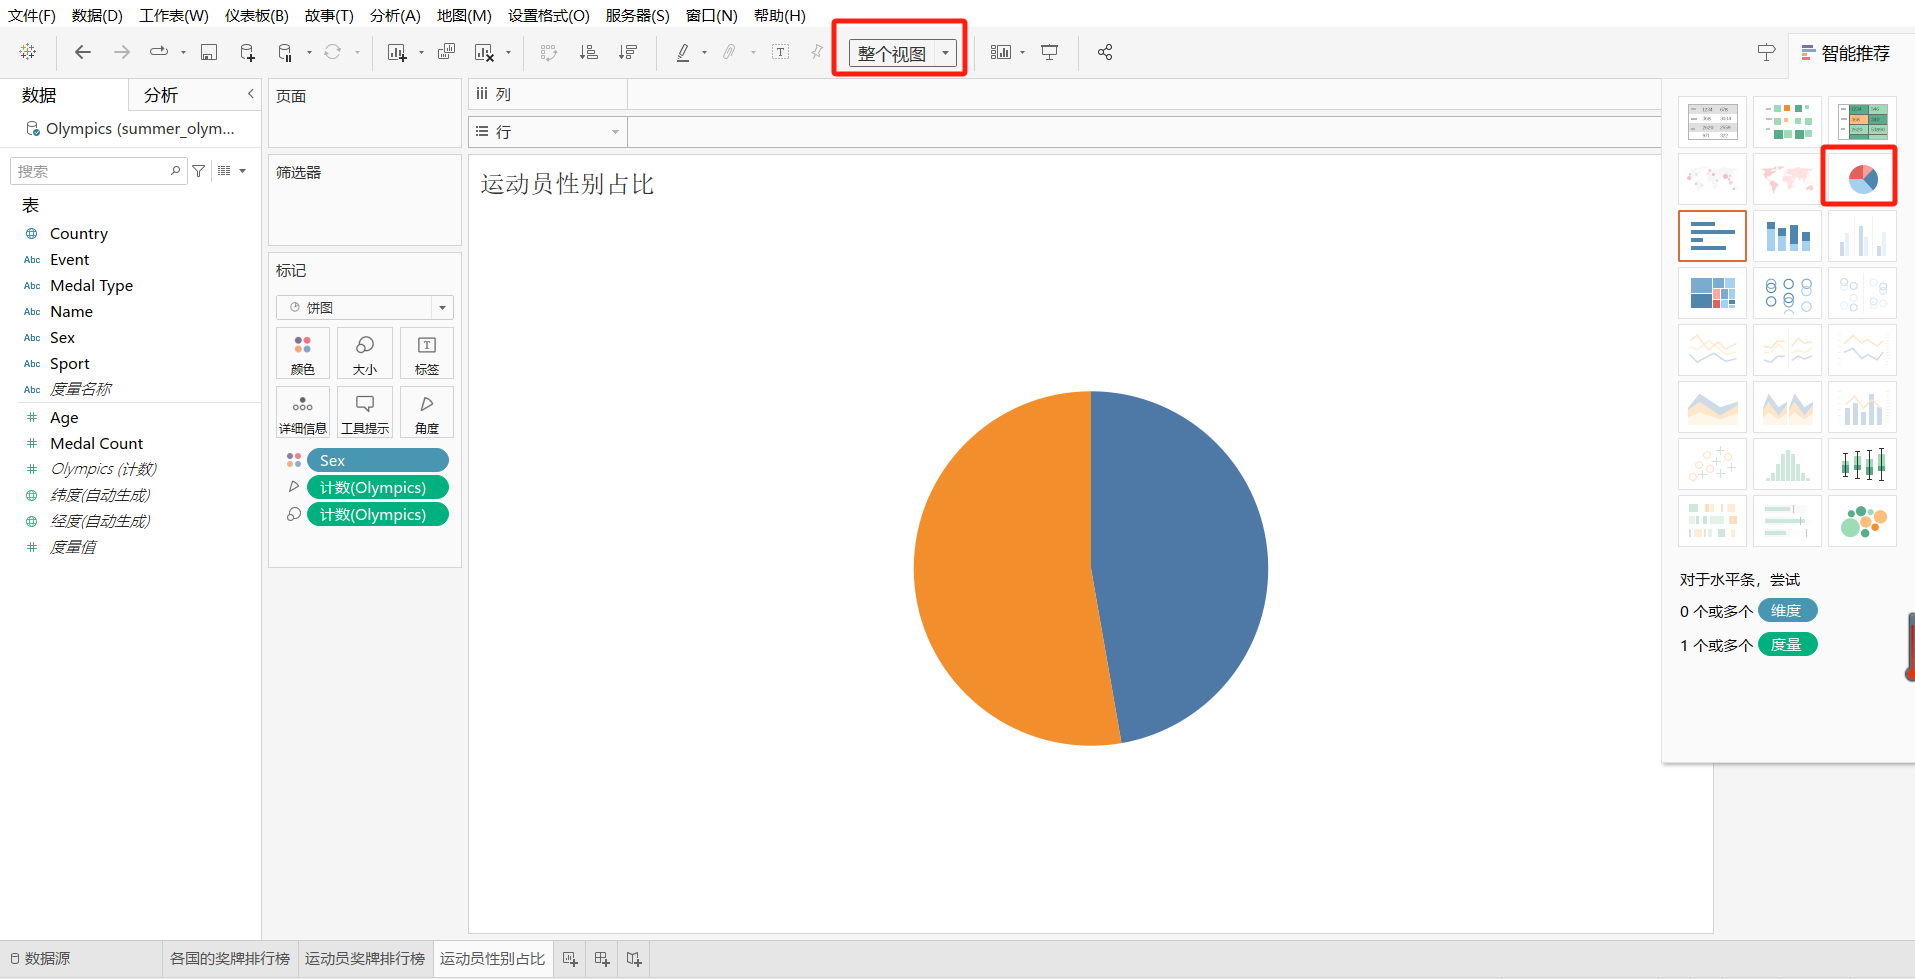 文件(F) 数据(D) 工作表(W) 仪表板(B) 故事(T) 分析(A) 地图(M) 设置格式(O) 服务器(S) 窗口(N) 帮助(H)
整个视图
智能推荐
数据 分析
Olympics (summer_olym...
搜索
表
Country
Event
Medal Type
Name
Sex
Sport
度量名称
Age
Medal Count
Olympics (计数)
纬度(自动生成)
经度(自动生成)
度量值
页面
筛选器
标记
饼图
颜色 大小 标签
详细信息 工具提示 角度
Sex
计数(Olympics)
计数(Olympics)
列
行
运动员性别占比
对于水平条，尝试
0 个或多个 维度
1 个或多个 度量
数据源 各国的奖牌排行榜 运动员奖牌排行榜 运动员性别占比